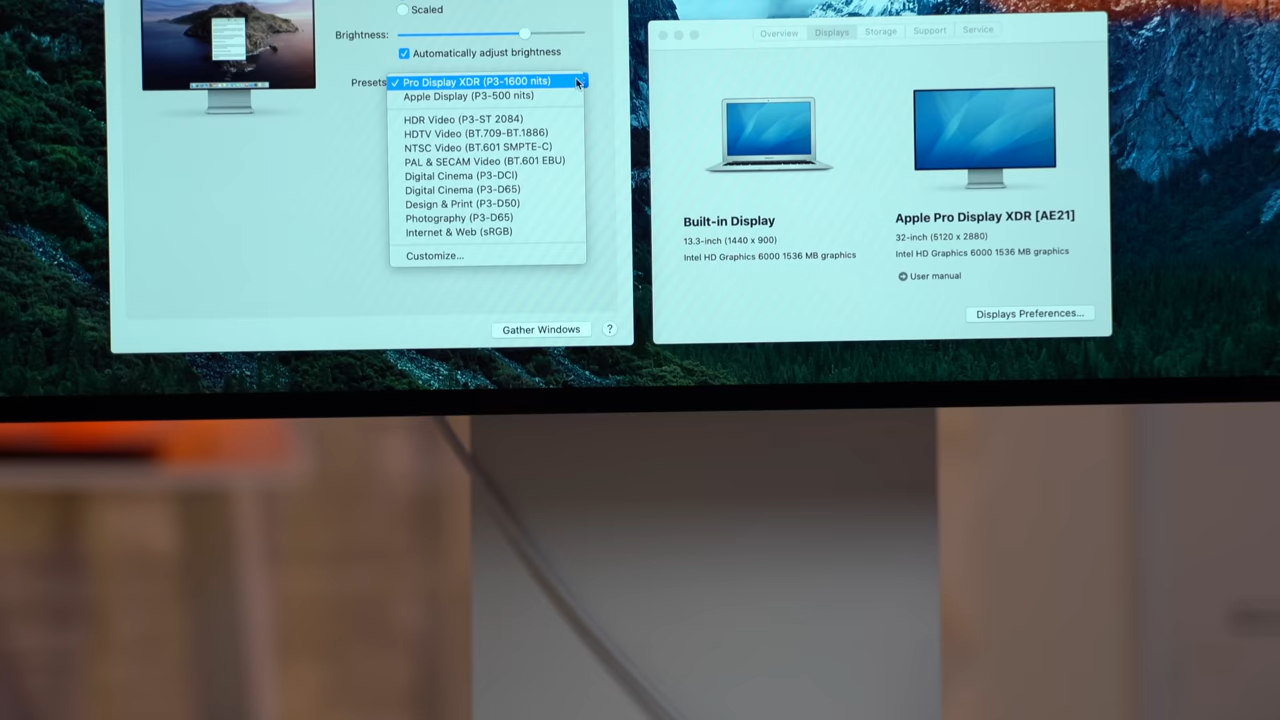 Scaled
Brightness:
Automatically adjust brightness
Presets
✓ Pro Display XDR (P3-1600 nits)
Apple Display (P3-500 nits)
HDR Video (P3-ST 2084)
HDTV Video (BT.709-BT.1886)
NTSC Video (BT.601 SMPTE-C)
PAL & SECAM Video (BT.601 EBU)
Digital Cinema (P3-DCI)
Digital Cinema (P3-D65)
Design & Print (P3-D50)
Photography (P3-D65)
Internet & Web (sRGB)
Customize...
Gather Windows ?
Overview Displays Storage Support Service
Built-in Display
13.3-inch (1440 x 900)
Intel HD Graphics 6000 1536 MB graphics
Apple Pro Display XDR [AE21]
32-inch (5120 x 2880)
Intel HD Graphics 6000 1536 MB graphics
User manual
Displays Preferences...